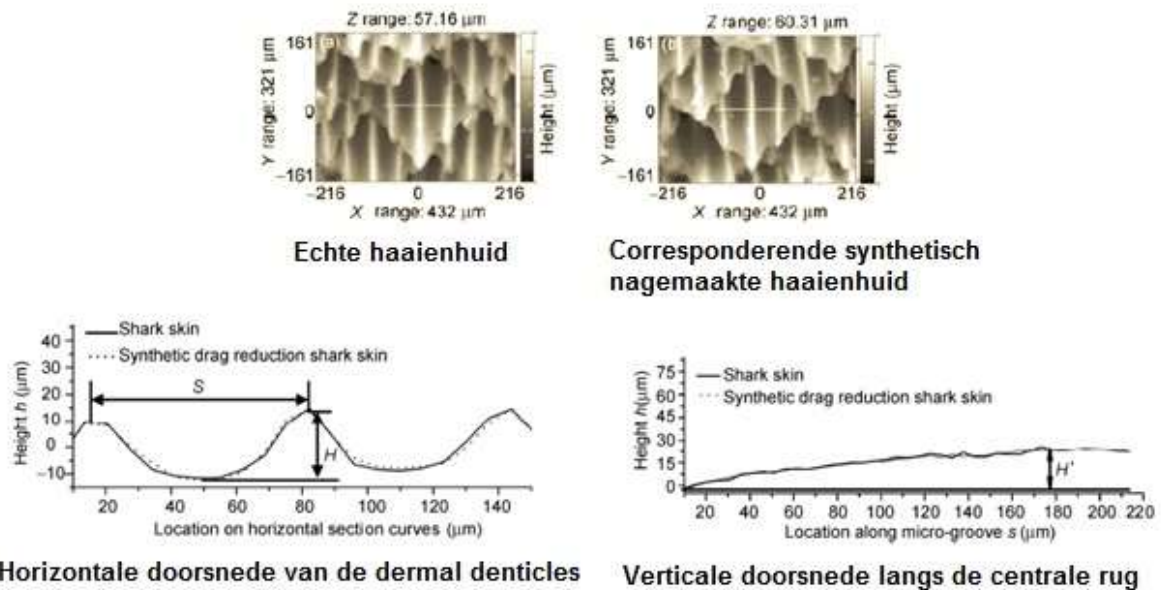 Z range: 57.16 μm
Z range: 60.31 μm
161
Y range: 321 μm
0
-161
Height (μm)
-216 0 216
X range: 432 μm
161
Y range: 321 μm
0
-161
Height (μm)
-216 0 216
X range: 432 μm
Echte haaienhuid
Corresponderende synthetisch
nagemaakte haaienhuid
Shark skin
Synthetic drag reduction shark skin
S
H
Height h (μm)
40
30
20
10
0
-10
20 40 60 80 100 120 140
Location on horizontal section curves (μm)
Horizontale doorsnede van de dermal denticles
Shark skin
Synthetic drag reduction shark skin
H'
Height h(μm)
75
60
45
30
15
0
20 40 60 80 100 120 140 160 180 200 220
Location along micro-groove s (μm)
Verticale doorsnede langs de centrale rug